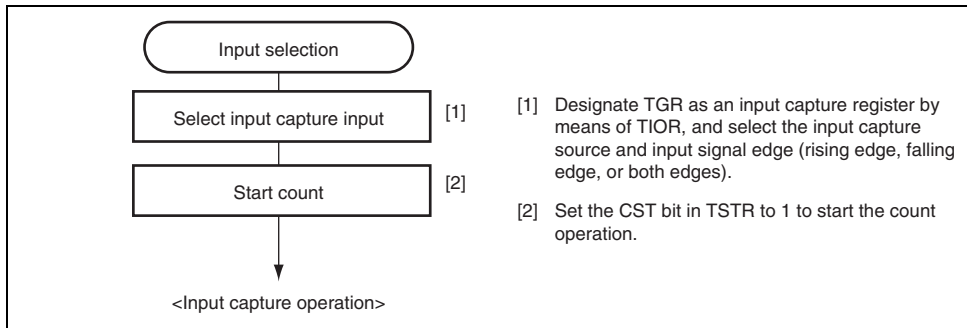 Input selection
Select input capture input
[1]
Start count
[2]
<Input capture operation>
[1] Designate TGR as an input capture register by
means of TIOR, and select the input capture
source and input signal edge (rising edge, falling
edge, or both edges).
[2] Set the CST bit in TSTR to 1 to start the count
operation.